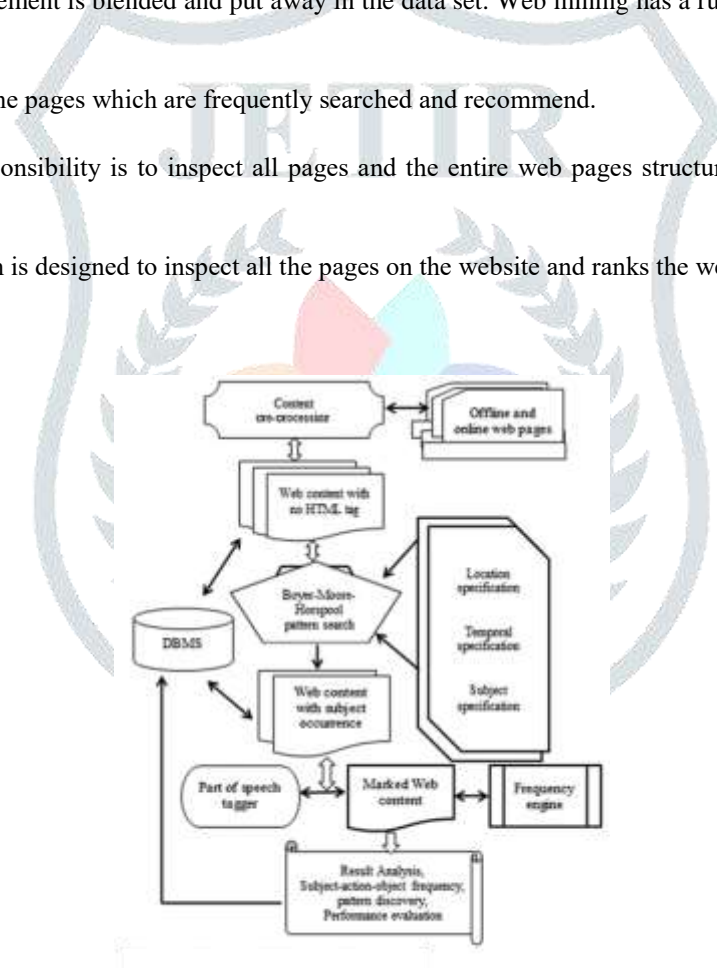 ement is blended and put away in the data set. Web mining has a ru
JETIR
ne pages which are frequently searched and recommend.
onsibility is to inspect all pages and the entire web pages structur
n is designed to inspect all the pages on the website and ranks the we
Content
pre-processing
Offline and
online web pages
Web content with
no HTML tag
Boyer-Moore-
Horspool
pattern search
Location
specification
Temporal
specification
Subject
specification
DBMS
Web content
with subject
occurrence
Part of speech
tagger
Marked Web
content
Frequency
engine
Result Analysis,
Subject-action-object frequency,
pattern discovery,
Performance evaluation